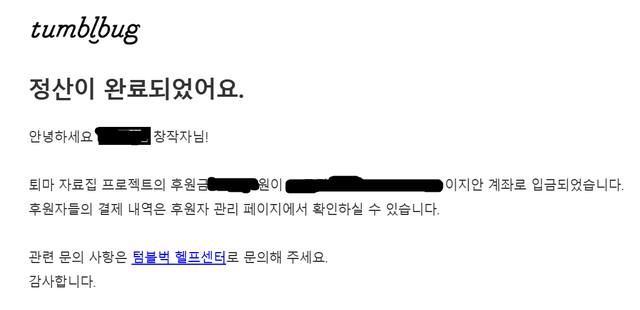 tumblbug
정산이 완료되었어요.
안녕하세요 창작자님!
퇴마 자료집 프로젝트의 후원금 원이 이지안 계좌로 입금되었습니다.
후원자들의 결제 내역은 후원자 관리 페이지에서 확인하실 수 있습니다.
관련 문의 사항은 텀블벅 헬프센터로 문의해 주세요.
감사합니다.